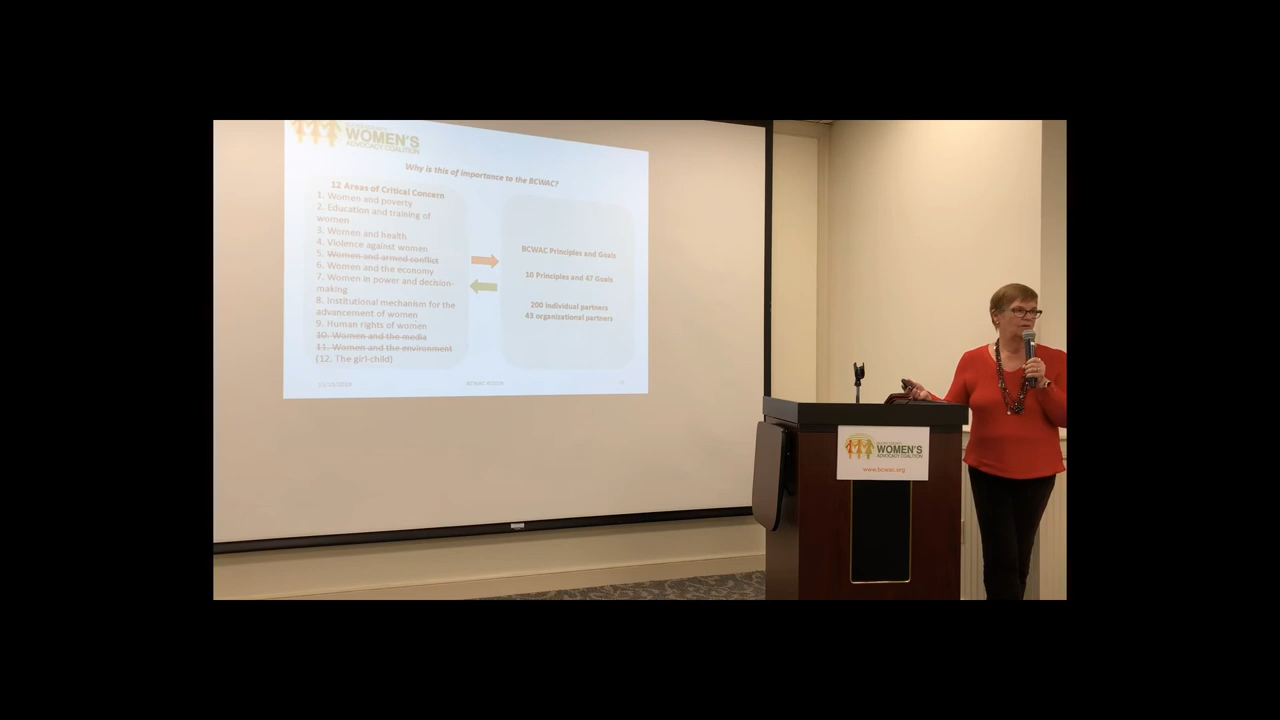 WOMEN'S
ADVOCACY COALITION
Why is this of importance to the BCWAC?
12 Areas of Critical Concern
1. Women and poverty
2. Education and training of
women
3. Women and health
4. Violence against women
5. Women and armed conflict
6. Women and the economy
7. Women in power and decision-
making
8. Institutional mechanism for the
advancement of women
9. Human rights of women
10. Women and the media
11. Women and the environment
(12. The girl-child)
BCWAC Principles and Goals
10 Principles and 47 Goals
200 individual partners
43 organizational partners
WOMEN'S
ADVOCACY COALITION
www.bcwac.org